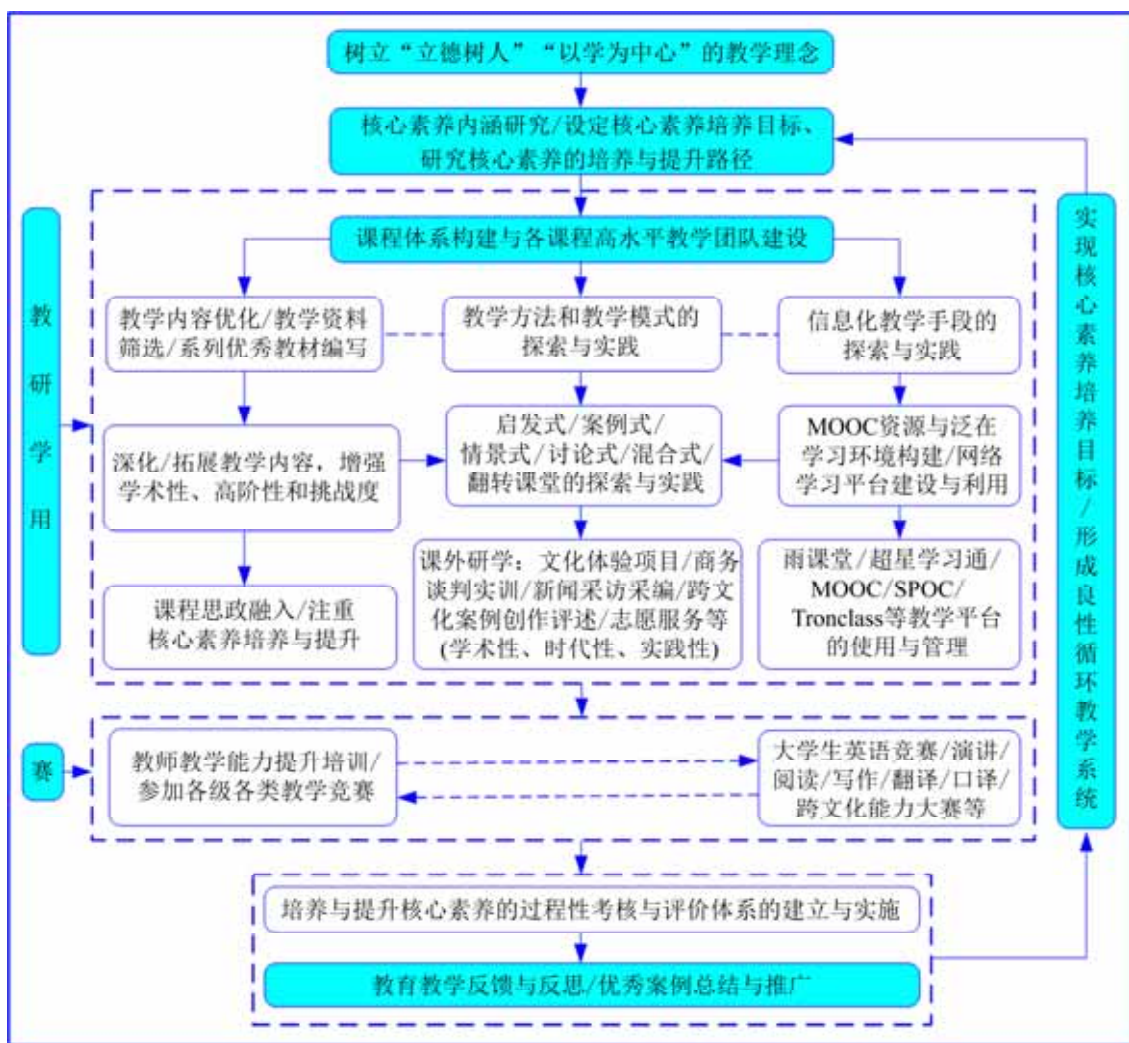 树立“立德树人”“以学为中心”的教学理念
核心素养内涵研究/设定核心素养培养目标、
研究核心素养的培养与提升路径
课程体系构建与各课程高水平教学团队建设
教学内容优化/教学资料
筛选/系列优秀教材编写
教学方法和教学模式的
探索与实践
信息化教学手段的
探索与实践
深化/拓展教学内容，增强
学术性、高阶性和挑战度
启发式/案例式/
情景式/讨论式/混合式/
翻转课堂的探索与实践
MOOC资源与泛在
学习环境构建/网络
学习平台建设与利用
课程思政融入/注重
核心素养培养与提升
课外研学：文化体验项目/商务
谈判实训/新闻采访采编/跨文
化案例创作评述/志愿服务等
(学术性、时代性、实践性)
雨课堂/超星学习通/
MOOC/SPOC/
Tronclass等教学平台
的使用与管理
教研学用
赛
教师教学能力提升培训/
参加各级各类教学竞赛
大学生英语竞赛/演讲/
阅读/写作/翻译/口译/
跨文化能力大赛等
培养与提升核心素养的过程性考核与评价体系的建立与实施
教育教学反馈与反思/优秀案例总结与推广
实现核心素养培养目标/形成良性循环教学系统